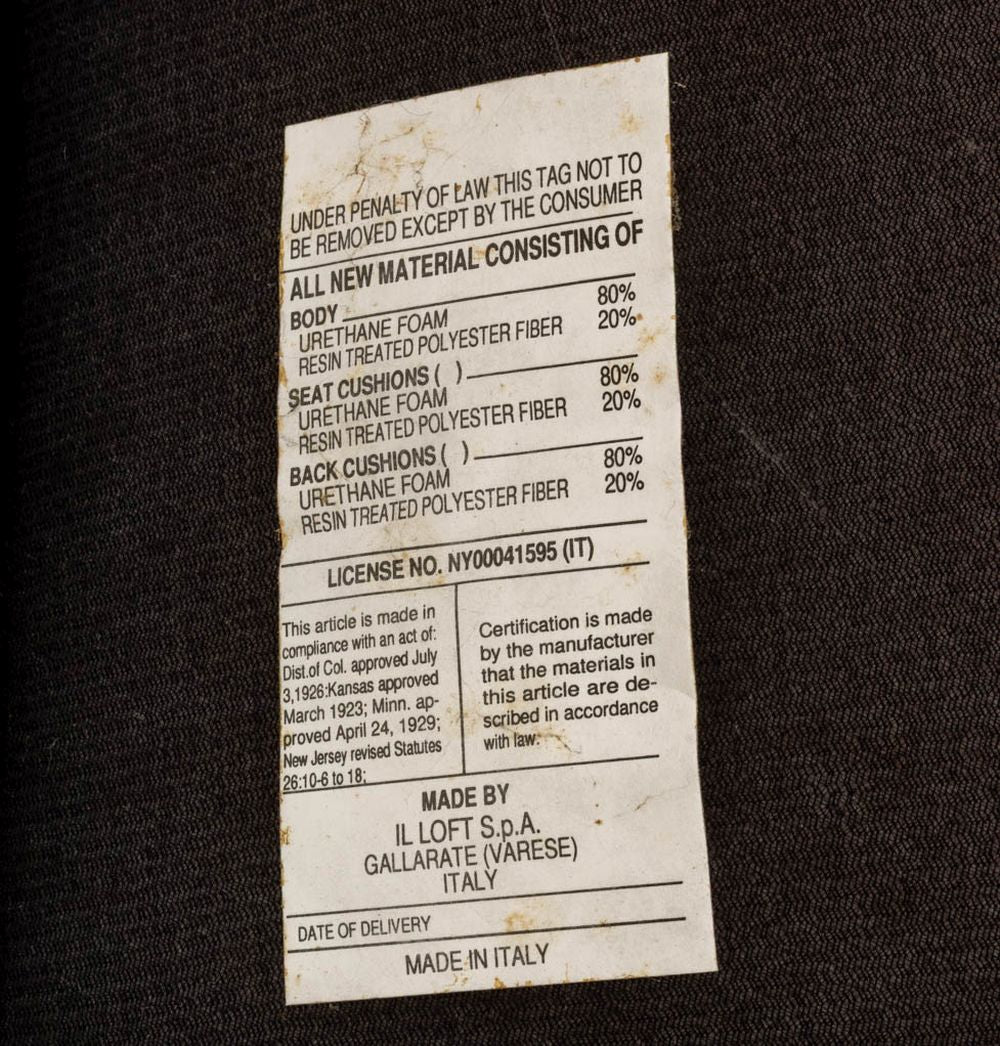 UNDER PENALTY OF LAW THIS TAG NOT TO
BE REMOVED EXCEPT BY THE CONSUMER
ALL NEW MATERIAL CONSISTING OF
BODY
URETHANE FOAM 80%
RESIN TREATED POLYESTER FIBER 20%
SEAT CUSHIONS ( )
URETHANE FOAM 80%
RESIN TREATED POLYESTER FIBER 20%
BACK CUSHIONS ( )
URETHANE FOAM 80%
RESIN TREATED POLYESTER FIBER 20%
LICENSE NO. NY00041595 (IT)
This article is made in
compliance with an act of:
Dist.of Col. approved July
3,1926:Kansas approved
March 1923; Minn. ap-
proved April 24, 1929;
New Jersey revised Statutes
26:10-6 to 18;
Certification is made
by the manufacturer
that the materials in
this article are de-
scribed in accordance
with law.
MADE BY
IL LOFT S.p.A.
GALLARATE (VARESE)
ITALY
DATE OF DELIVERY
MADE IN ITALY